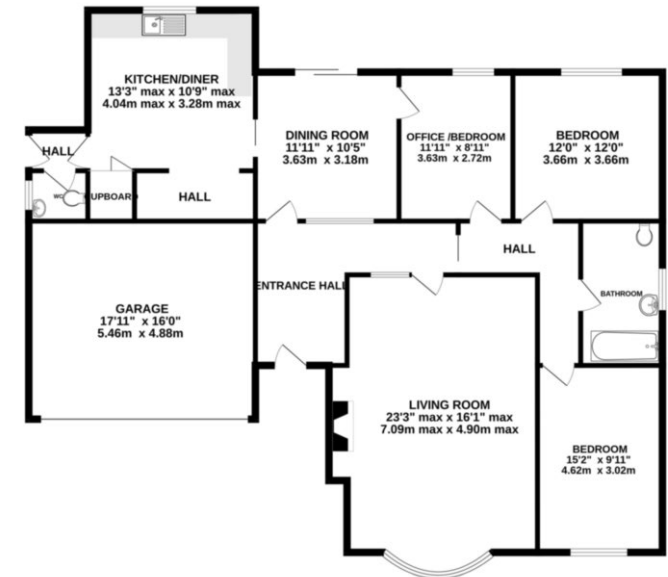 KITCHEN/DINER
13'3" max x 10'9" max
4.04m max x 3.28m max
HALL
WC
UPBOARD
HALL
DINING ROOM
11'11" x 10'5"
3.63m x 3.18m
OFFICE /BEDROOM
11'11" x 8'11"
3.63m x 2.72m
BEDROOM
12'0" x 12'0"
3.66m x 3.66m
HALL
ENTRANCE HALL
BATHROOM
GARAGE
17'11" x 16'0"
5.46m x 4.88m
LIVING ROOM
23'3" max x 16'1" max
7.09m max x 4.90m max
BEDROOM
15'2" x 9'11"
4.62m x 3.02m